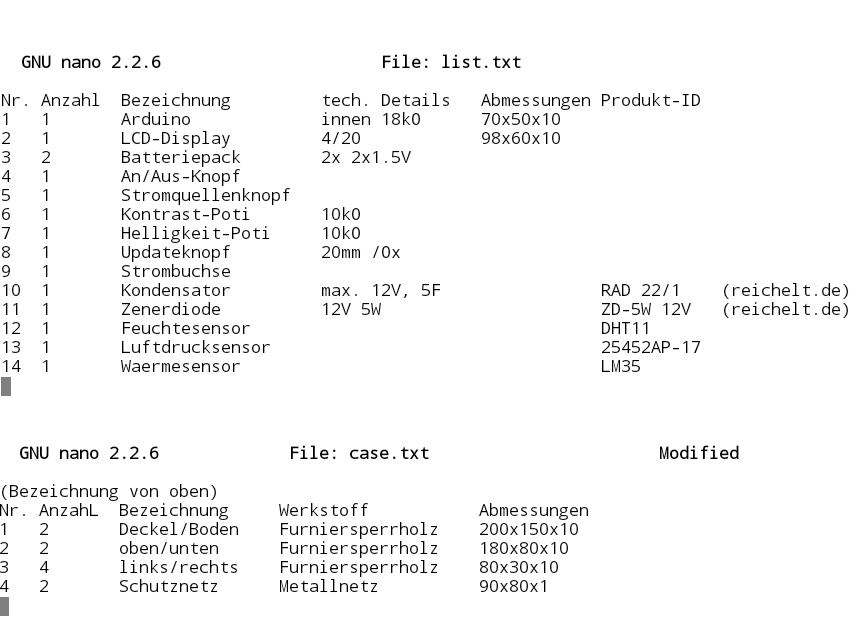 GNU nano 2.2.6 File: list.txt
Nr. Anzahl Bezeichnung tech. Details Abmessungen Produkt-ID
1 1 Arduino innen 18k0 70x50x10
2 1 LCD-Display 4/20 98x60x10
3 2 Batteriepack 2x 2x1.5V
4 1 An/Aus-Knopf
5 1 Stromquellenknopf
6 1 Kontrast-Poti 10k0
7 1 Helligkeit-Poti 10k0
8 1 Updateknopf 20mm /0x
9 1 Strombuchse
10 1 Kondensator max. 12V, 5F RAD 22/1 (reichelt.de)
11 1 Zenerdiode 12V 5W ZD-5W 12V (reichelt.de)
12 1 Feuchtesensor DHT11
13 1 Luftdrucksensor 25452AP-17
14 1 Waermesensor LM35
GNU nano 2.2.6 File: case.txt Modified
(Bezeichnung von oben)
Nr. AnzahL Bezeichnung Werkstoff Abmessungen
1 2 Deckel/Boden Furniersperrholz 200x150x10
2 2 oben/unten Furniersperrholz 180x80x10
3 4 links/rechts Furniersperrholz 80x30x10
4 2 Schutznetz Metallnetz 90x80x1